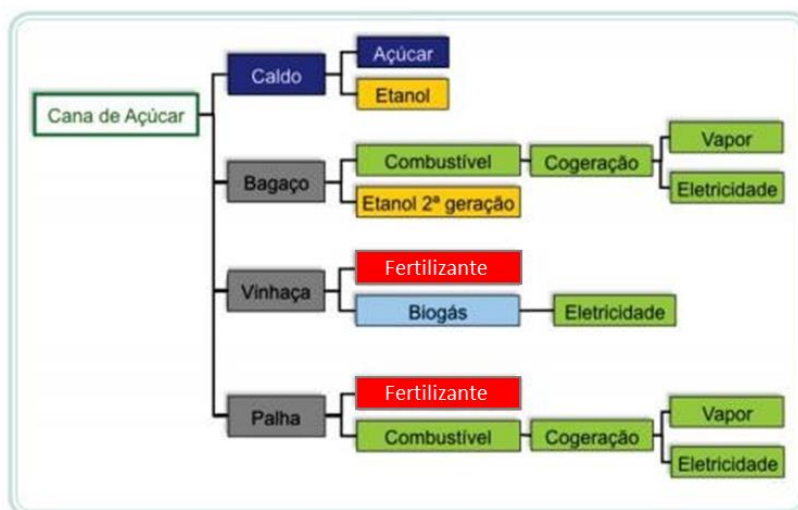 Cana de Açúcar
Caldo
Açúcar
Etanol
Bagaço
Combustível
Cogeração
Vapor
Eletricidade
Etanol 2ª geração
Vinhaça
Fertilizante
Biogás
Eletricidade
Palha
Fertilizante
Combustível
Cogeração
Vapor
Eletricidade